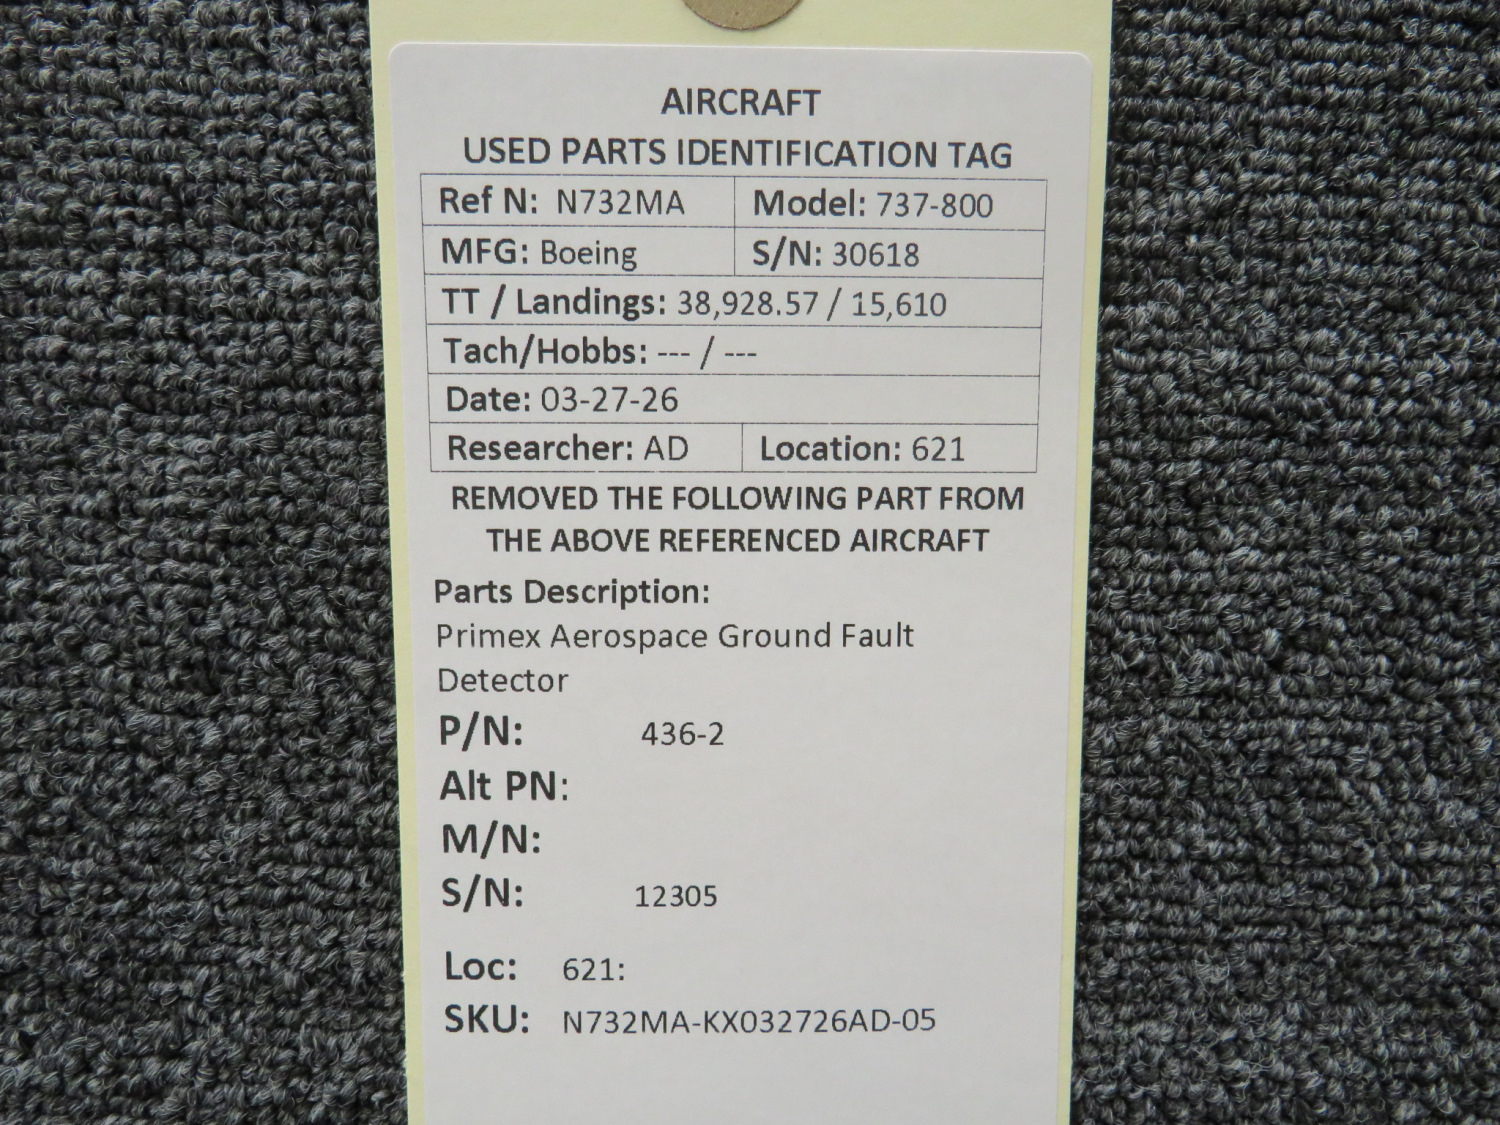 AIRCRAFT
USED PARTS IDENTIFICATION TAG
Ref N: N732MA Model: 737-800
MFG: Boeing S/N: 30618
TT / Landings: 38,928.57 / 15,610
Tach/Hobbs: --- / ---
Date: 03-27-26
Researcher: AD Location: 621
REMOVED THE FOLLOWING PART FROM
THE ABOVE REFERENCED AIRCRAFT
Parts Description:
Primex Aerospace Ground Fault
Detector
P/N: 436-2
Alt PN:
M/N:
S/N: 12305
Loc: 621:
SKU: N732MA-KX032726AD-05